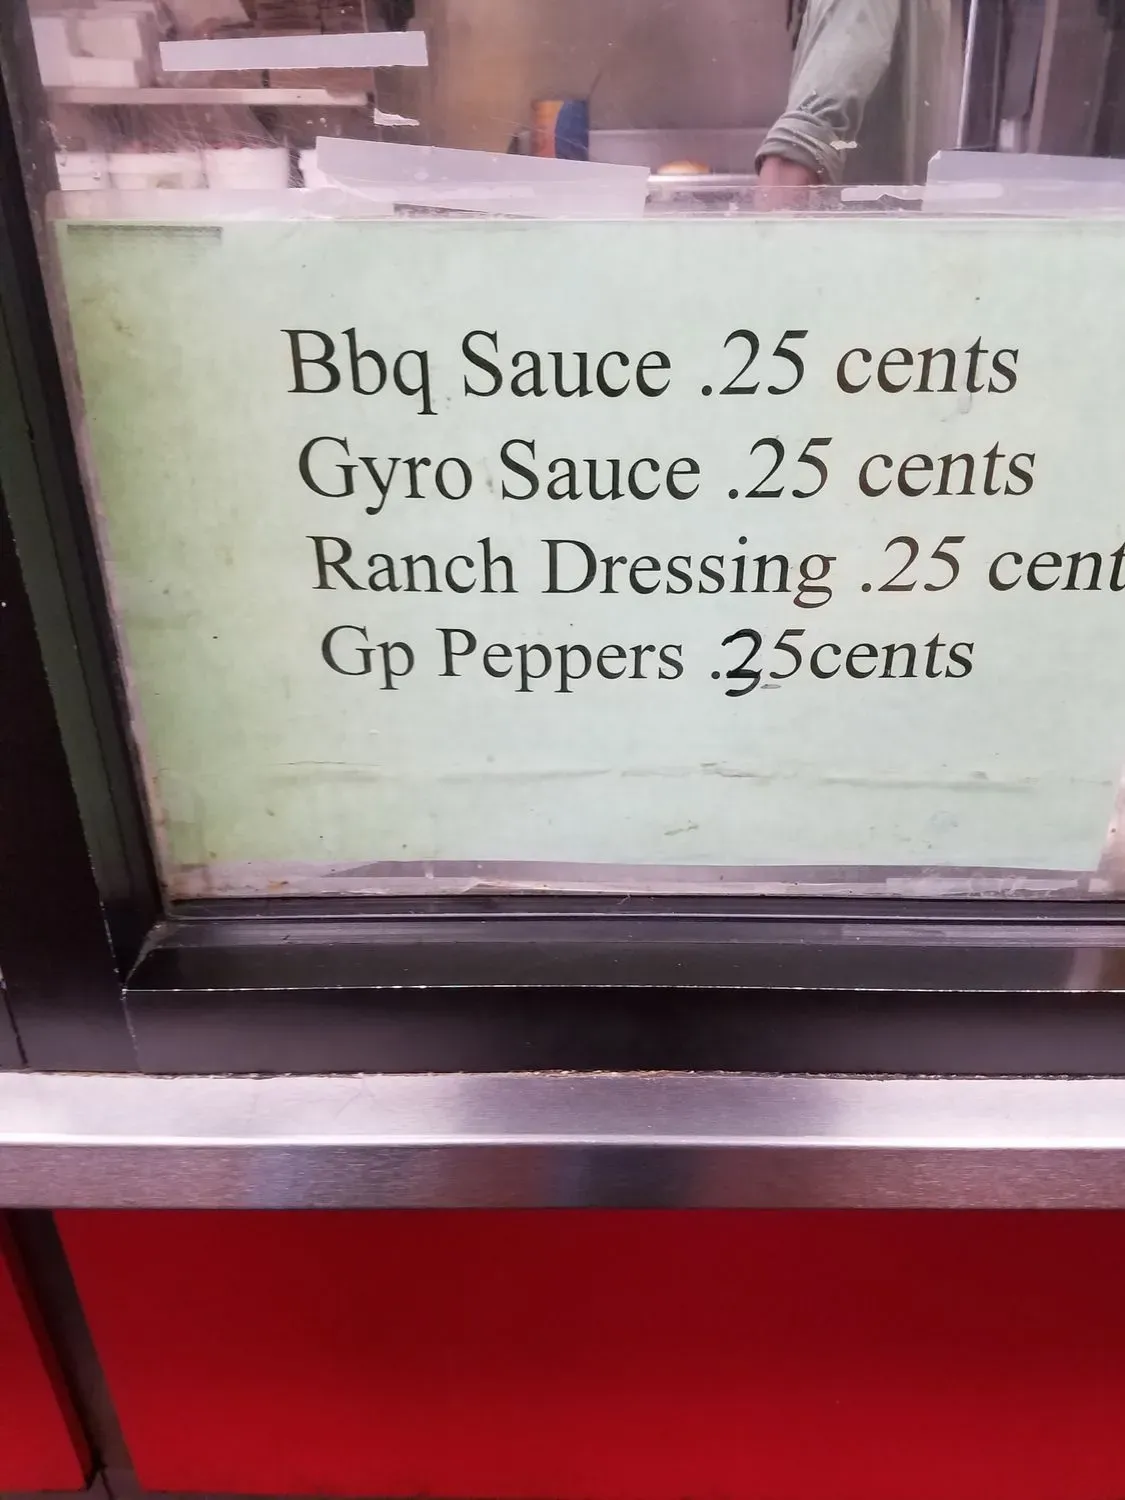 Bbq Sauce .25 cents
Gyro Sauce .25 cents
Ranch Dressing .25 cent
Gp Peppers .35cents